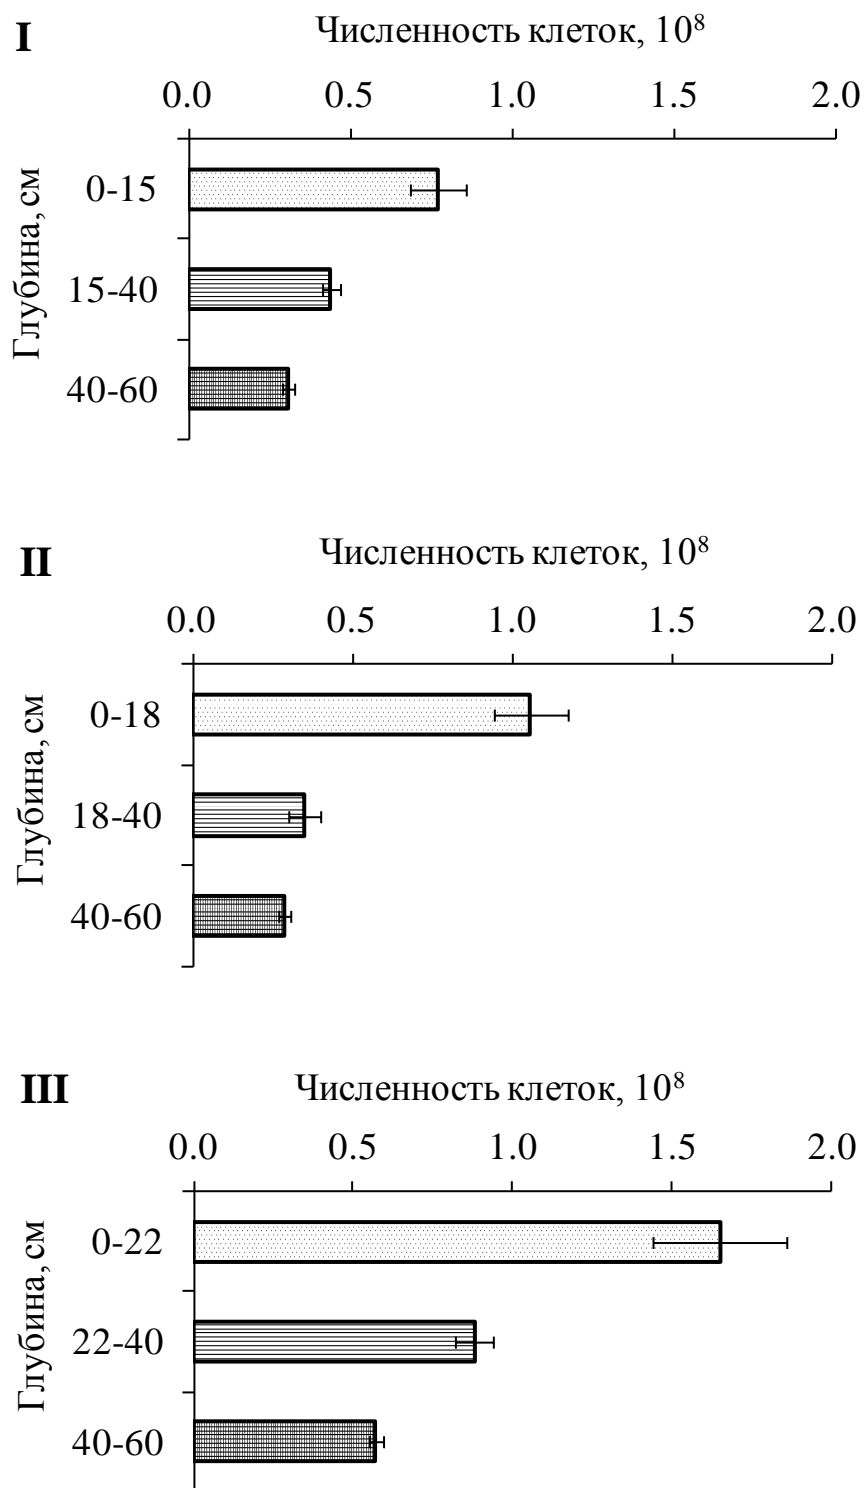 I
Численность клеток, 10⁸
0.0 0.5 1.0 1.5 2.0
Глубина, см
0-15
15-40
40-60
II
Численность клеток, 10⁸
0.0 0.5 1.0 1.5 2.0
Глубина, см
0-18
18-40
40-60
III
Численность клеток, 10⁸
0.0 0.5 1.0 1.5 2.0
Глубина, см
0-22
22-40
40-60